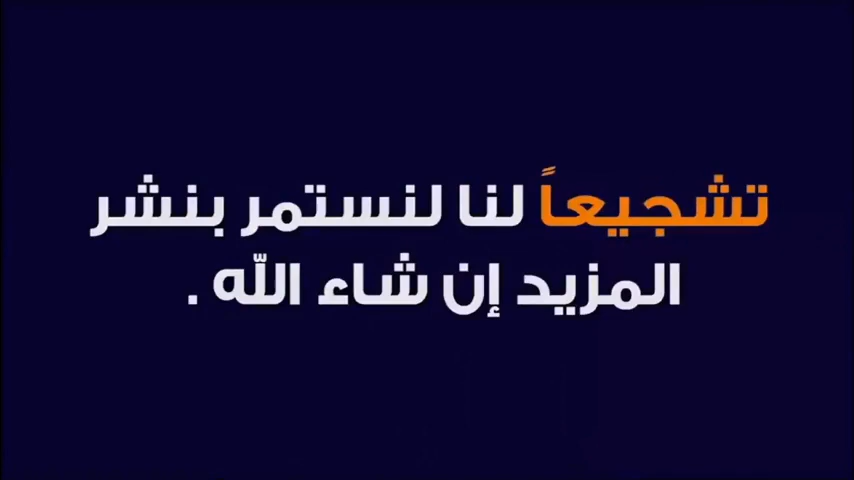 تشجيعاً لنا لنستمر بنشر
المزيد إن شاء الله .